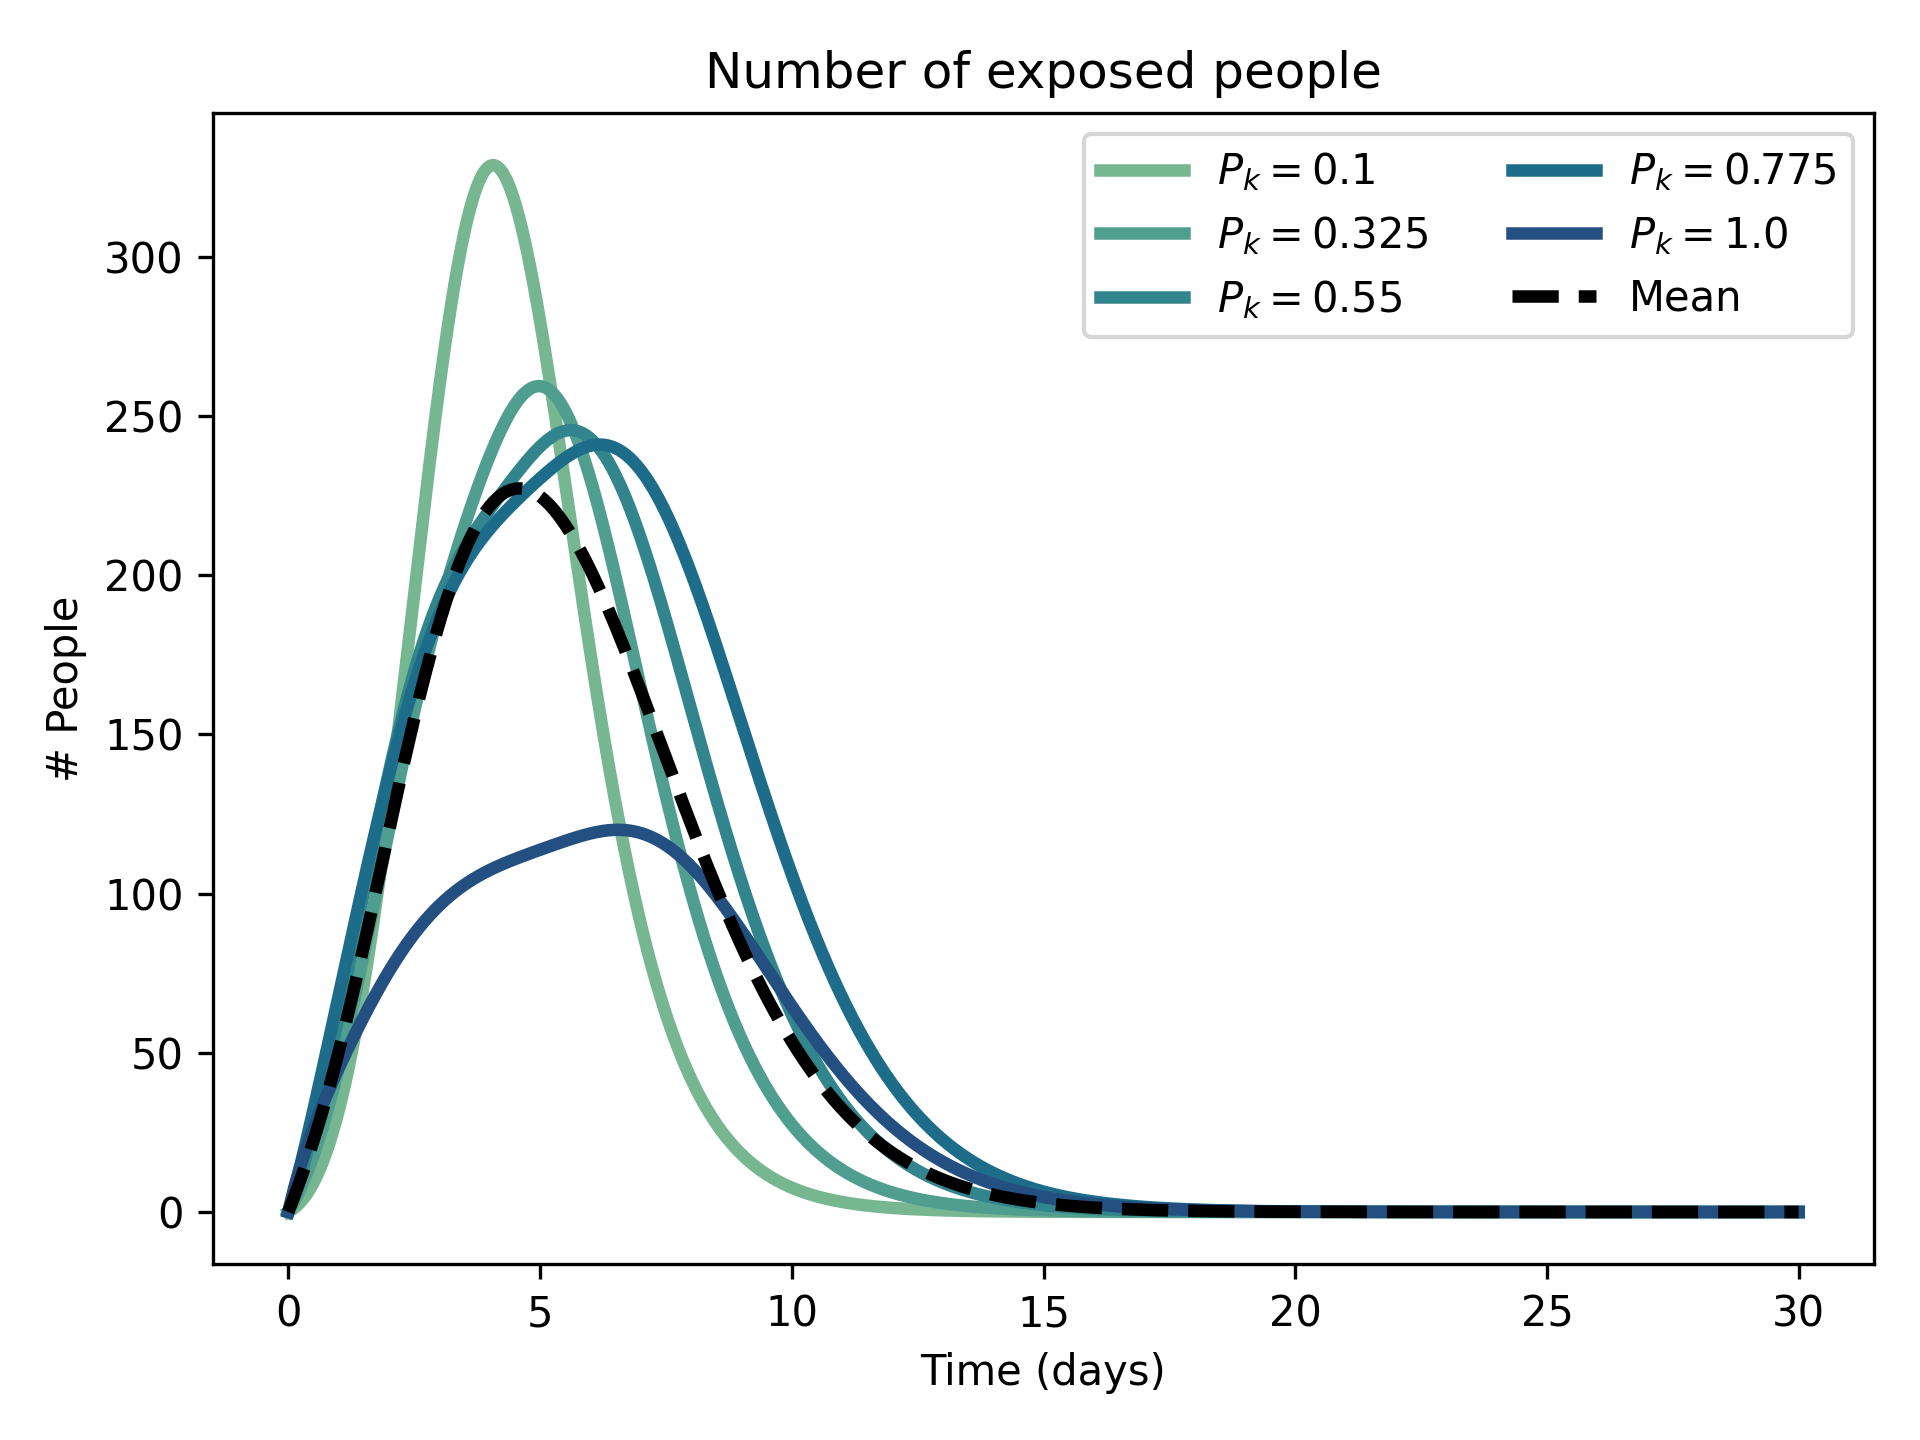 Number of exposed people
P_k = 0.1
P_k = 0.325
P_k = 0.55
P_k = 0.775
P_k = 1.0
Mean
# People
300
250
200
150
100
50
0
0 5 10 15 20 25 30
Time (days)